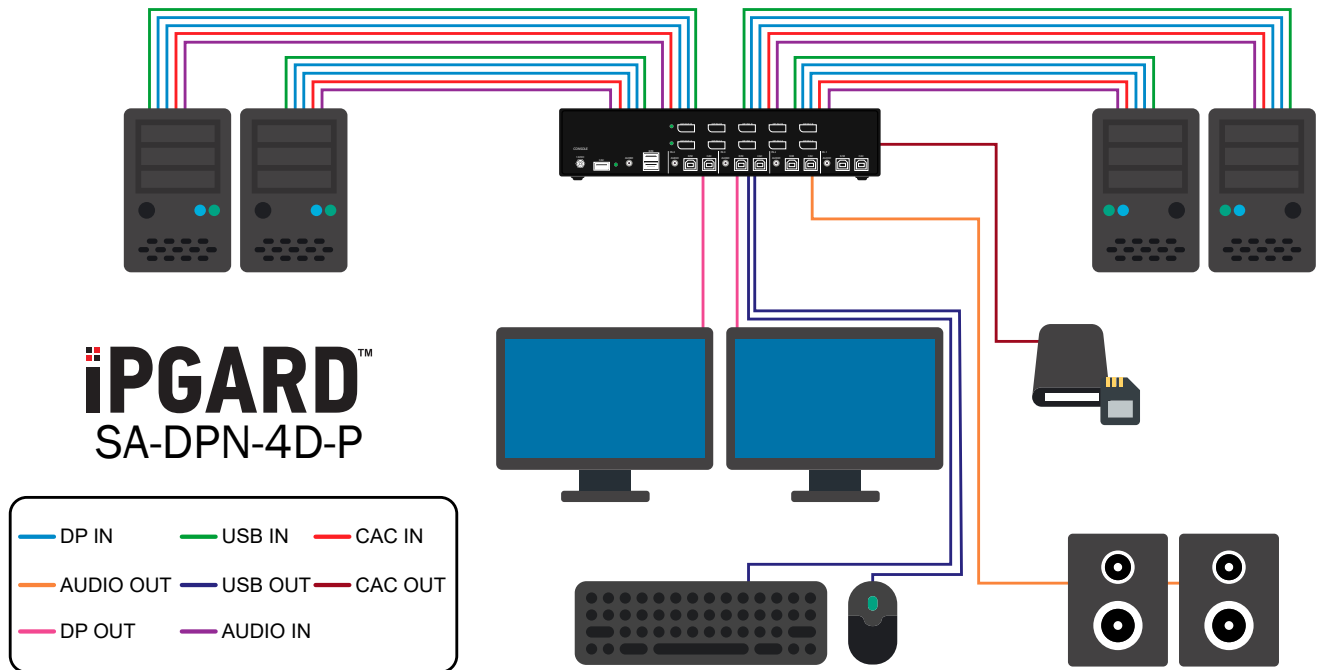 CONSOLE
iPGARD™
SA-DPN-4D-P
DP IN
USB IN
CAC IN
AUDIO OUT
USB OUT
CAC OUT
DP OUT
AUDIO IN